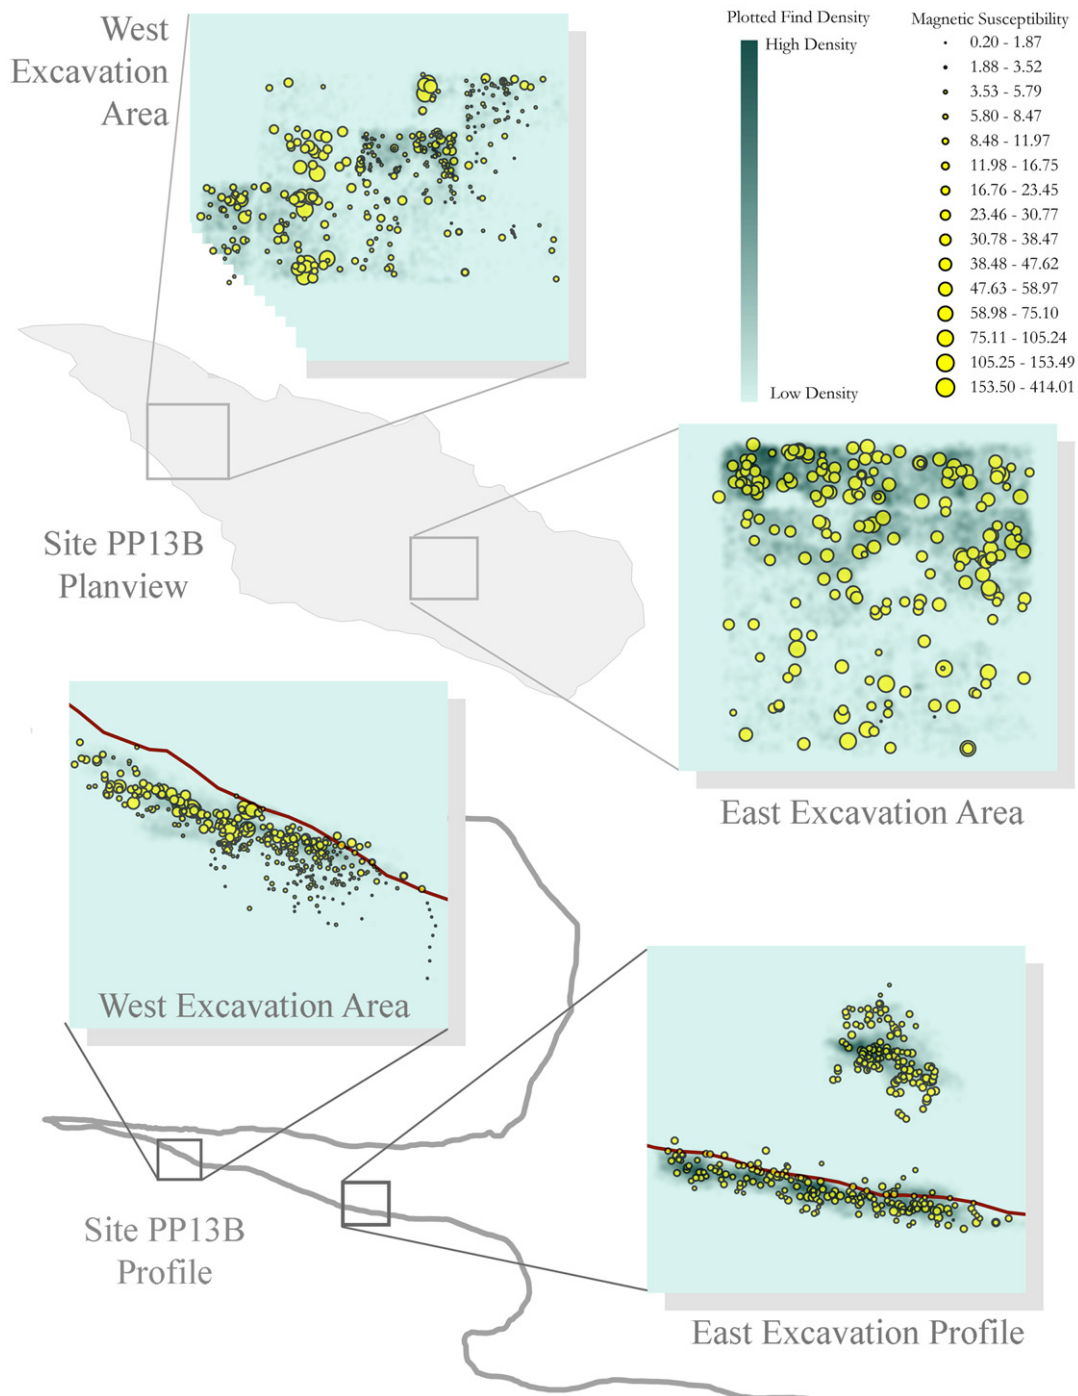 West
Excavation
Area
Plotted Find Density
High Density
Low Density
Magnetic Susceptibility
0.20 - 1.87
1.88 - 3.52
3.53 - 5.79
5.80 - 8.47
8.48 - 11.97
11.98 - 16.75
16.76 - 23.45
23.46 - 30.77
30.78 - 38.47
38.48 - 47.62
47.63 - 58.97
58.98 - 75.10
75.11 - 105.24
105.25 - 153.49
153.50 - 414.01
Site PP13B
Planview
East Excavation Area
West Excavation Area
Site PP13B
Profile
East Excavation Profile